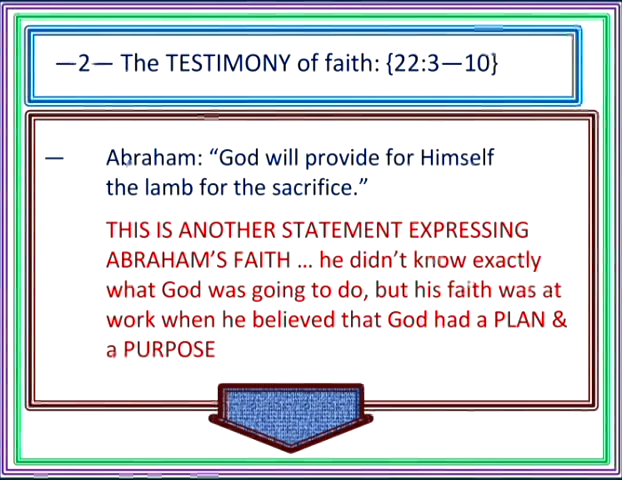 —2— The TESTIMONY of faith: {22:3—10}
— Abraham: “God will provide for Himself
the lamb for the sacrifice.”
THIS IS ANOTHER STATEMENT EXPRESSING
ABRAHAM’S FAITH ... he didn’t know exactly
what God was going to do, but his faith was at
work when he believed that God had a PLAN &
a PURPOSE